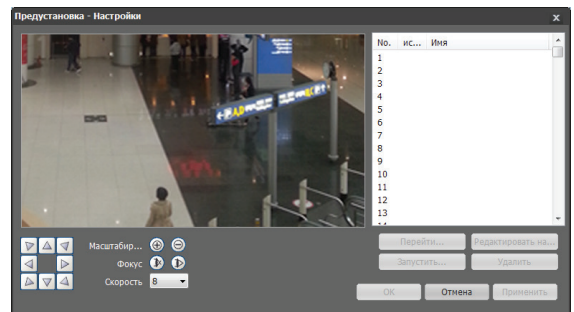 Предустановка - Настройки
x
No. ис... Имя
1
2
3
4
5
6
7
8
9
10
11
12
13
Масштабир...
Фокус
Скорость 8
Перейти... Редактировать на...
Запустить... Удалить
OK Отмена Применить